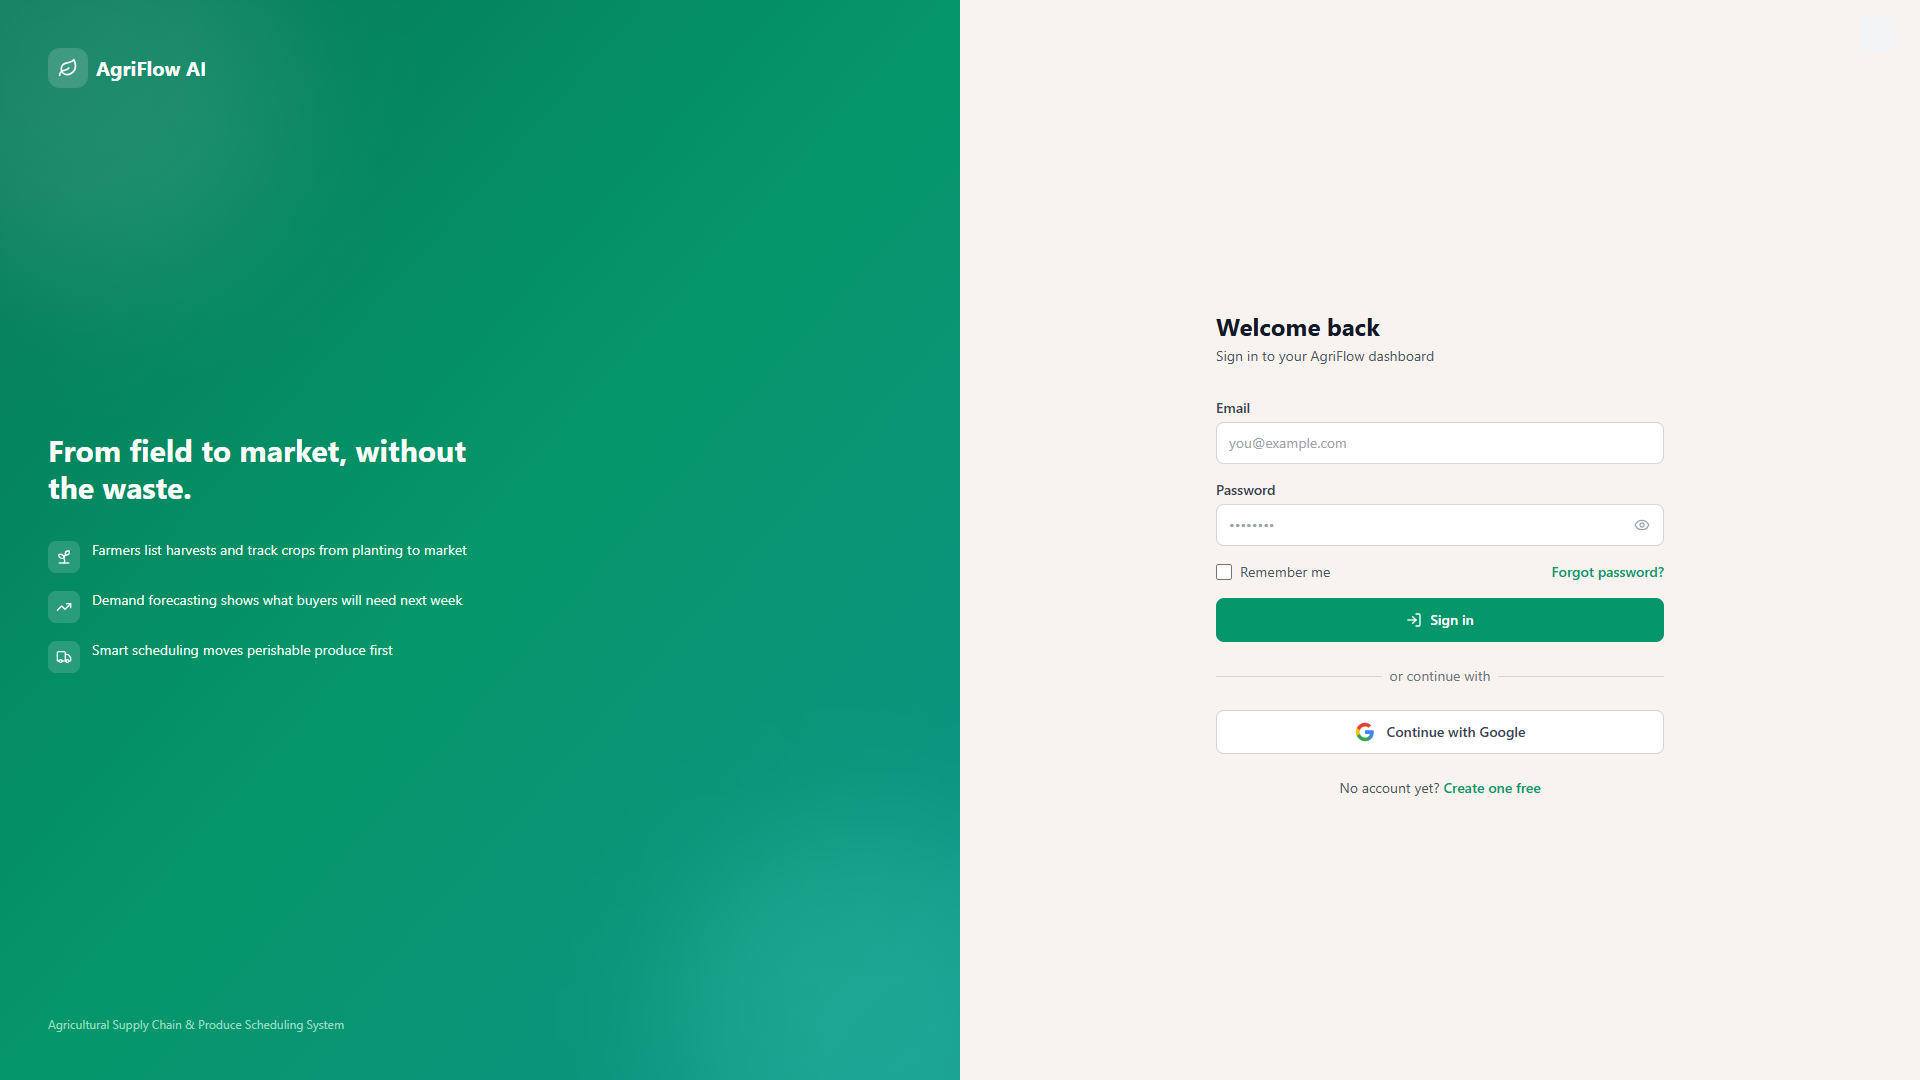 AgriFlow AI
From field to market, without
the waste.
Farmers list harvests and track crops from planting to market
Demand forecasting shows what buyers will need next week
Smart scheduling moves perishable produce first
Agricultural Supply Chain & Produce Scheduling System
Welcome back
Sign in to your AgriFlow dashboard
Email
you@example.com
Password
••••••••
Remember me
Forgot password?
Sign in
or continue with
Continue with Google
No account yet? Create one free